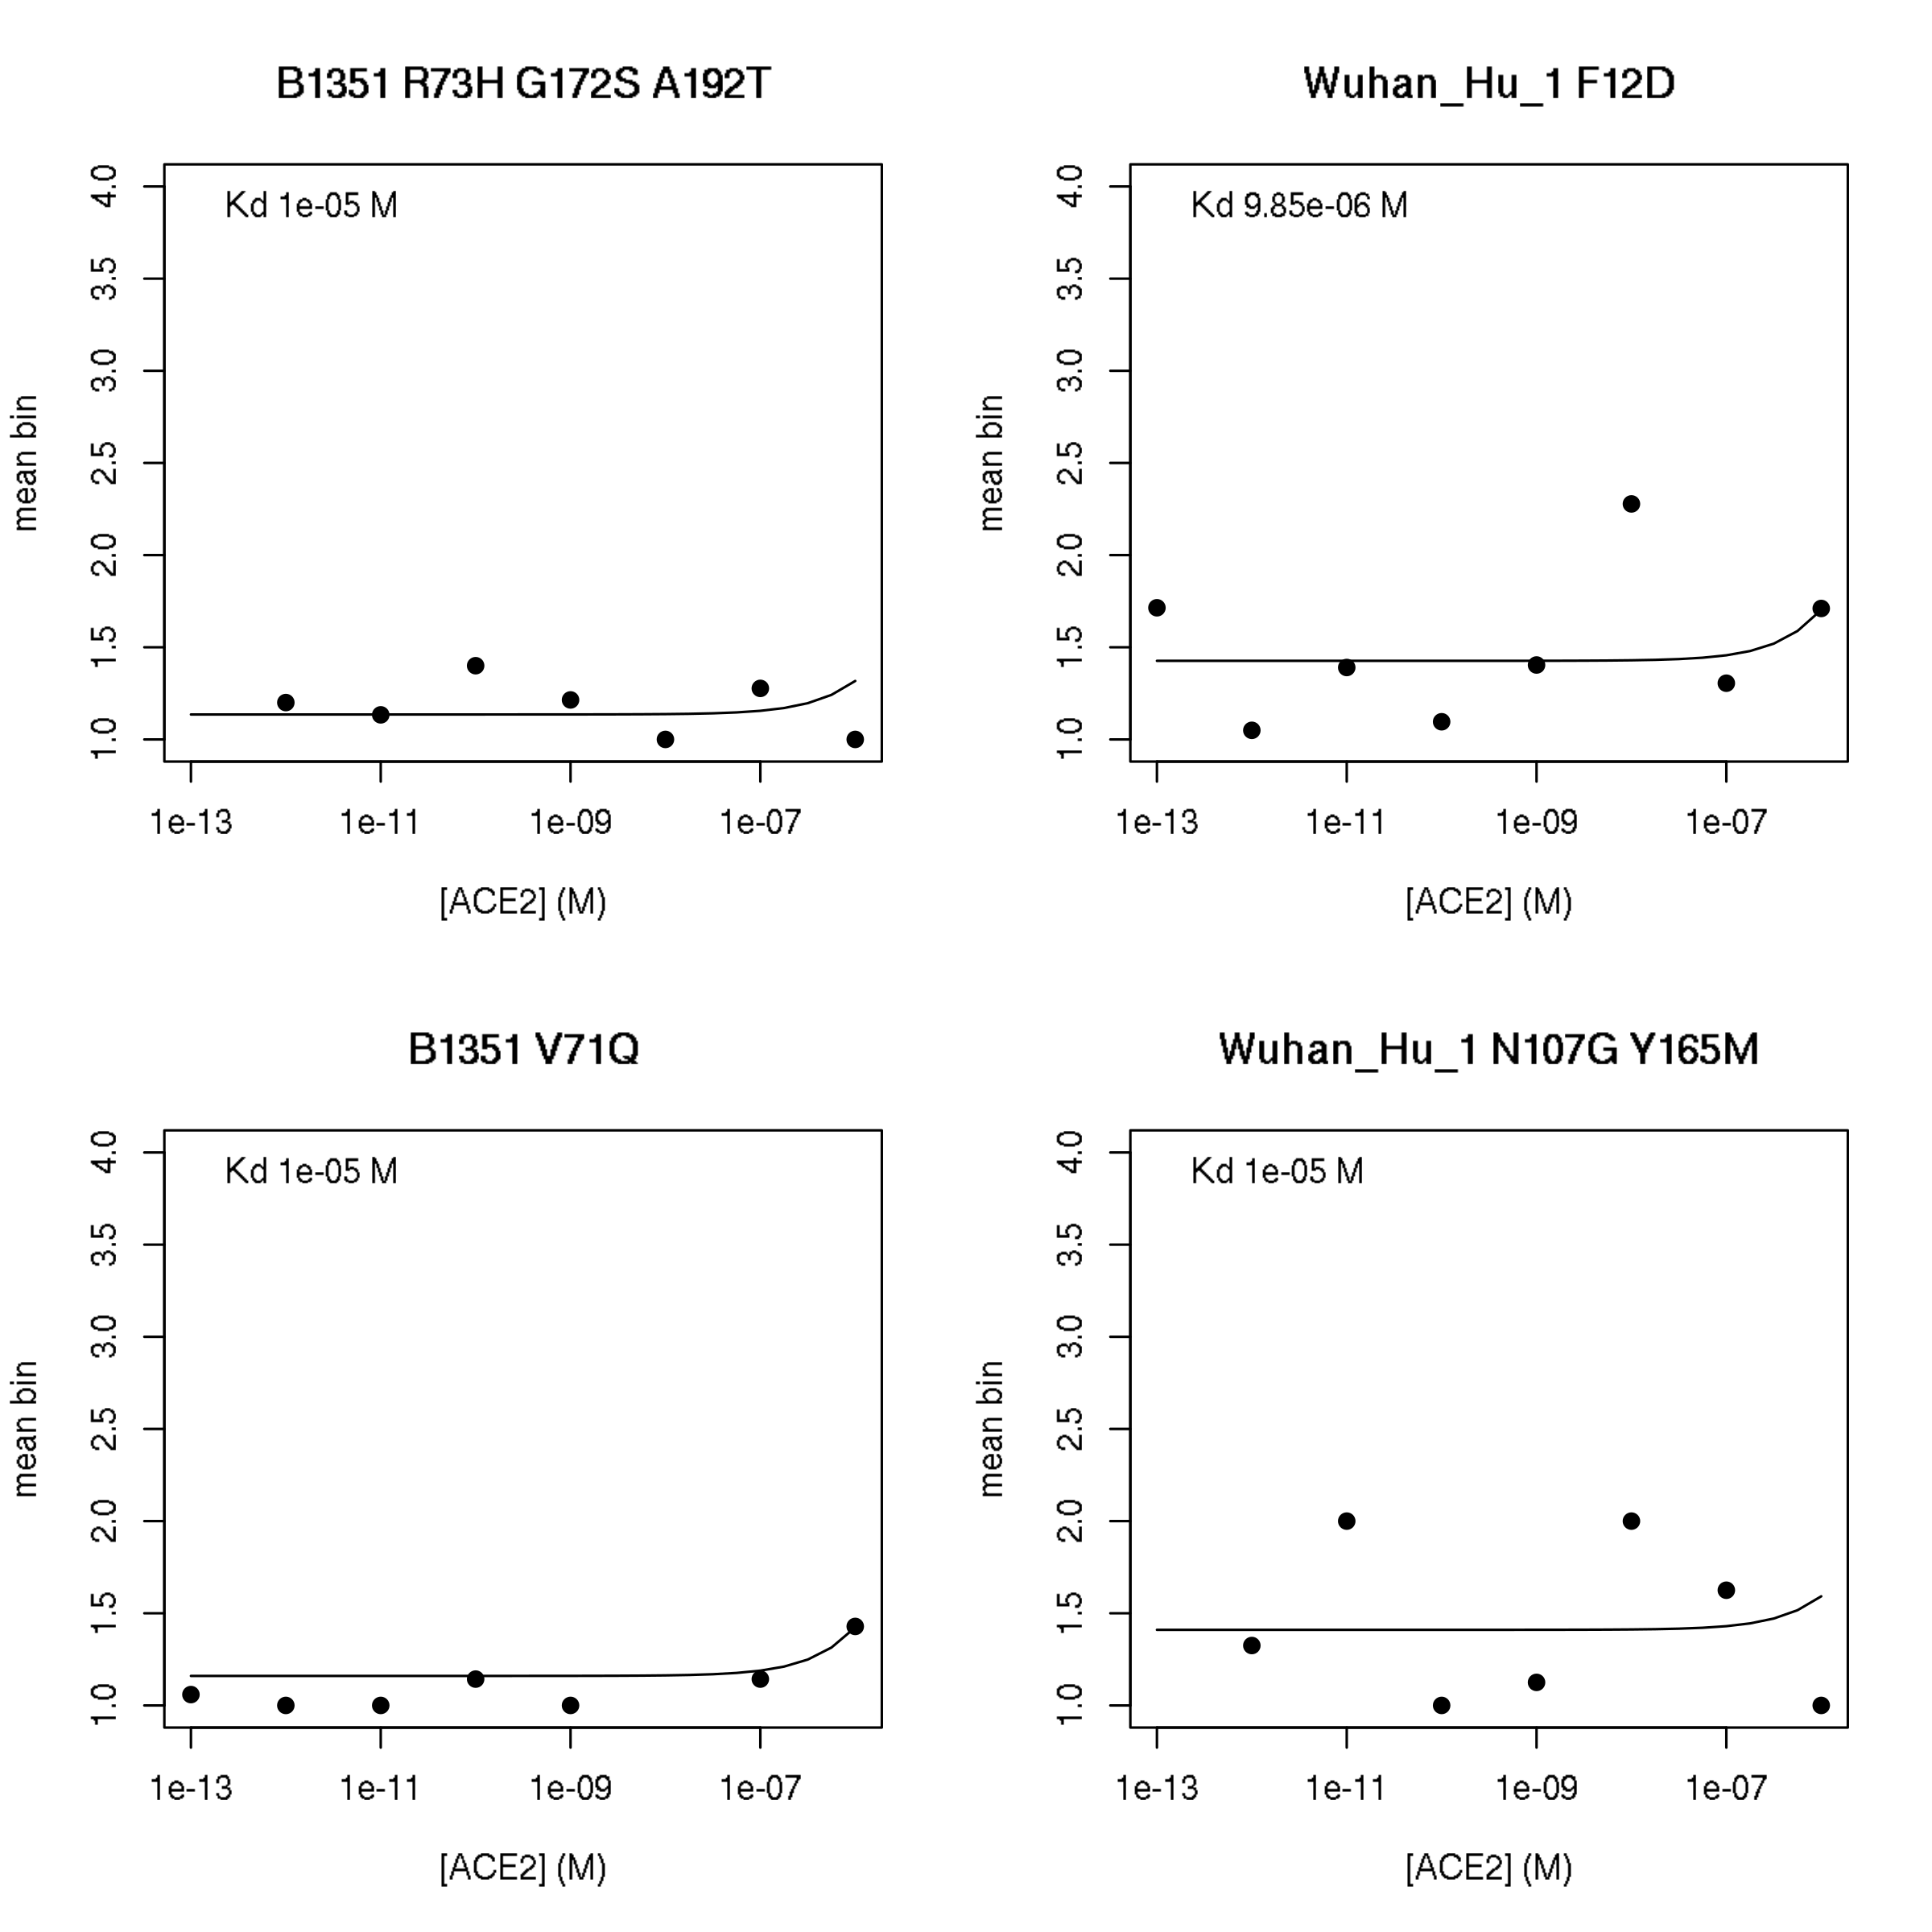 B1351 R73H G172S A192T
Kd 1e-05 M
4.0
3.5
3.0
2.5
2.0
1.5
1.0
mean bin
1e-13 1e-11 1e-09 1e-07
[ACE2] (M)
Wuhan_Hu_1 F12D
Kd 9.85e-06 M
4.0
3.5
3.0
2.5
2.0
1.5
1.0
mean bin
1e-13 1e-11 1e-09 1e-07
[ACE2] (M)
B1351 V71Q
Kd 1e-05 M
4.0
3.5
3.0
2.5
2.0
1.5
1.0
mean bin
1e-13 1e-11 1e-09 1e-07
[ACE2] (M)
Wuhan_Hu_1 N107G Y165M
Kd 1e-05 M
4.0
3.5
3.0
2.5
2.0
1.5
1.0
mean bin
1e-13 1e-11 1e-09 1e-07
[ACE2] (M)